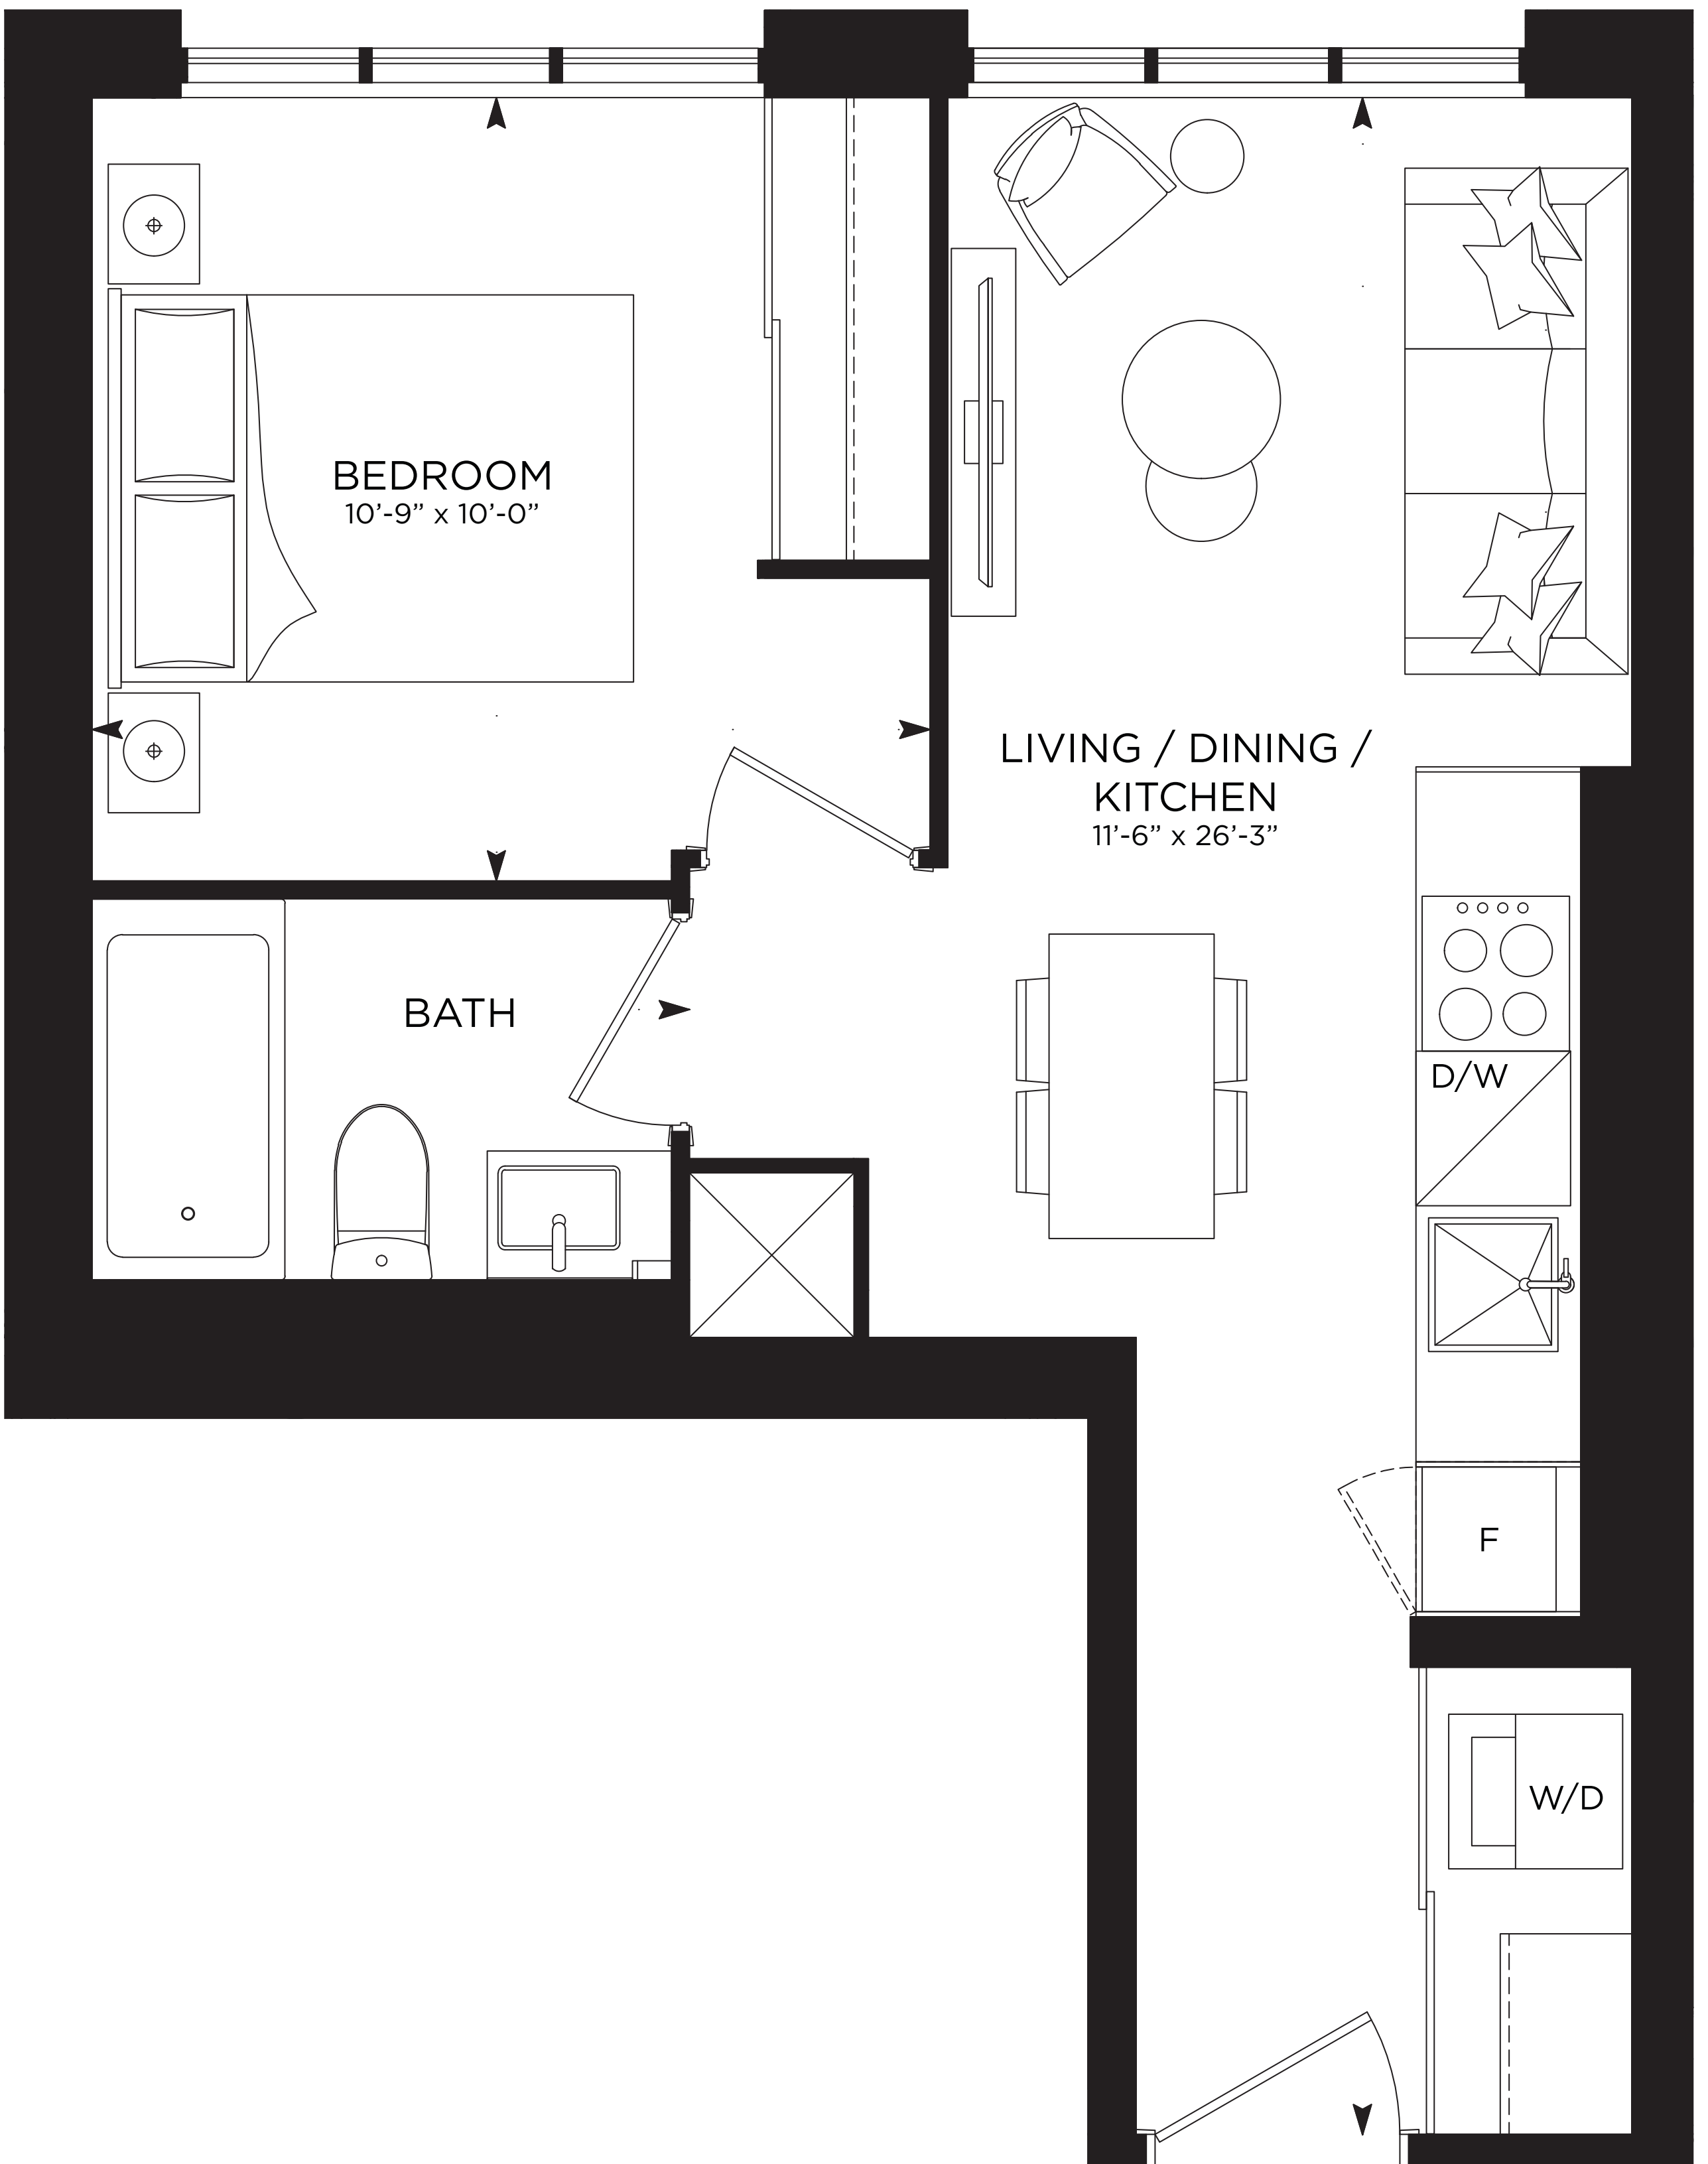 BEDROOM
10’-9” x 10’-0”
LIVING / DINING /
KITCHEN
11’-6” x 26’-3”
BATH
D/W
F
W/D